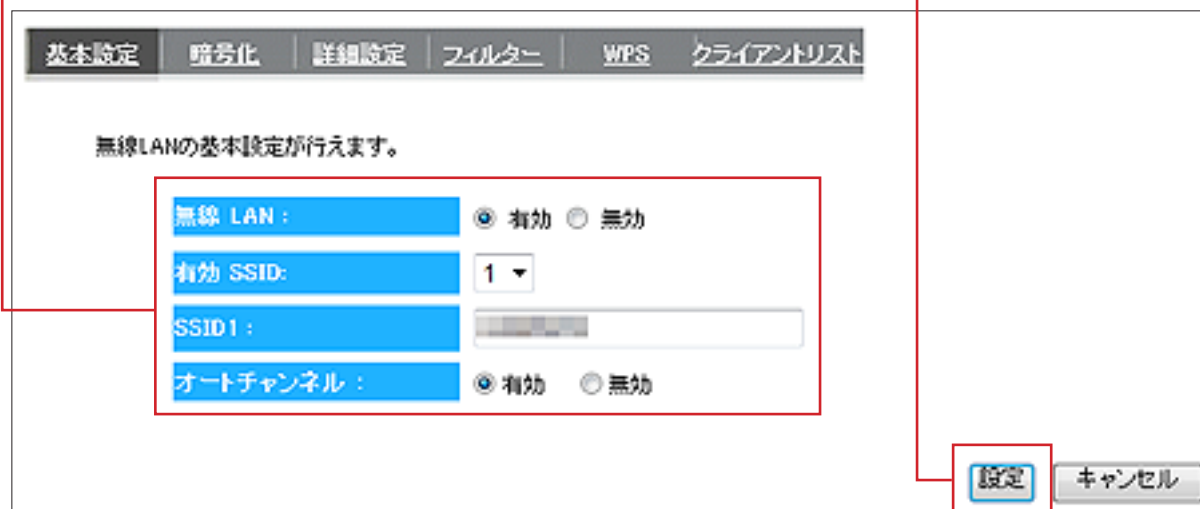 基本設定 暗号化 詳細設定 フィルター WPS クライアントリスト
無線LANの基本設定が行えます。
無線 LAN : 有効 無効
有効 SSID: 1
SSID1 :
オートチャンネル : 有効 無効
設定 キャンセル